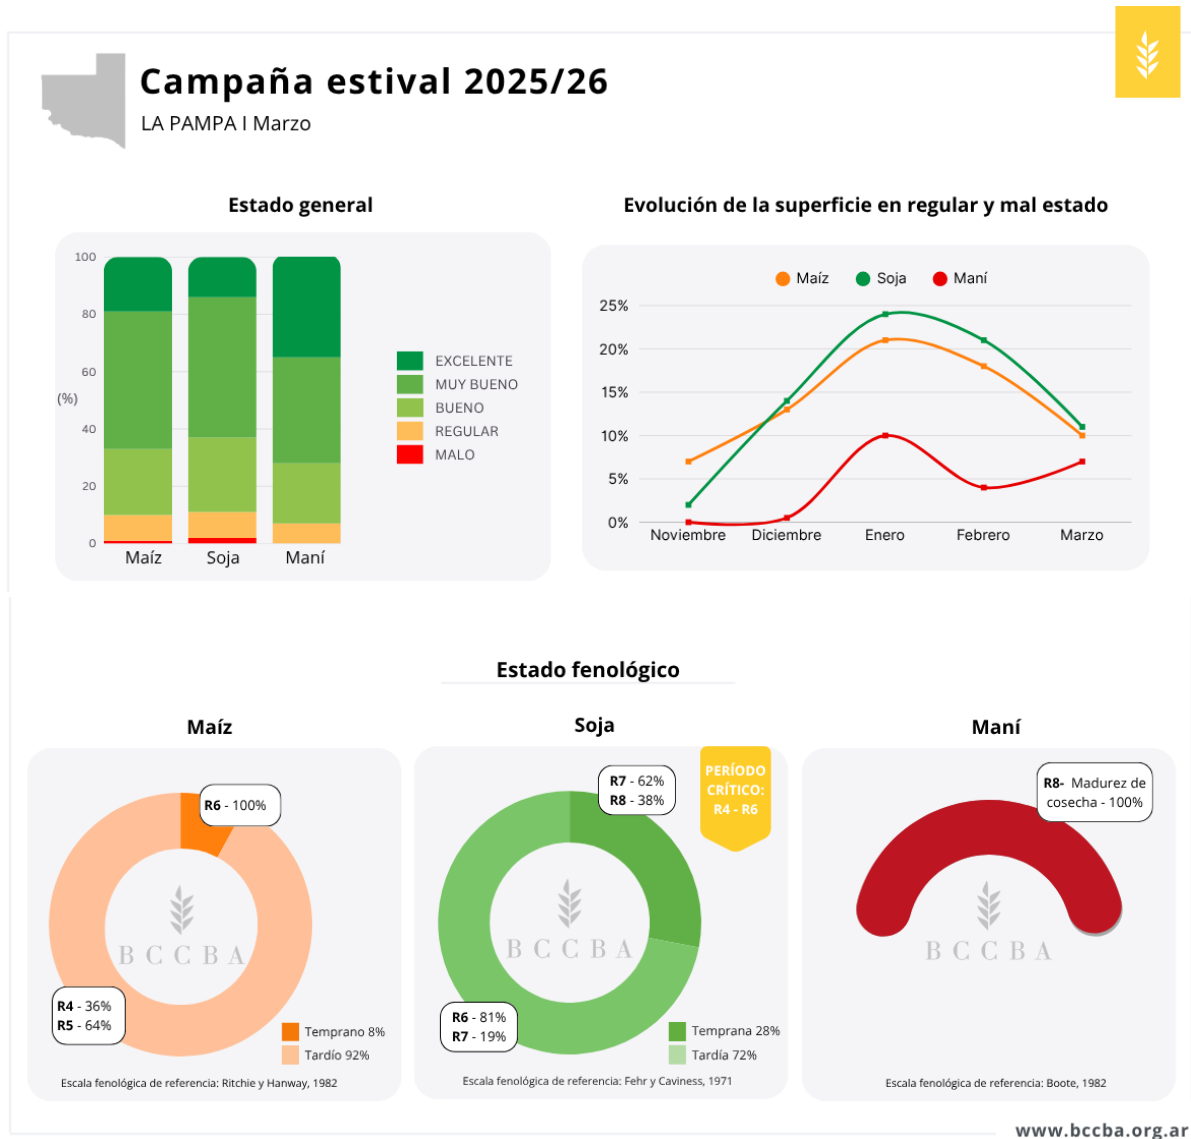 Campaña estival 2025/26
LA PAMPA I Marzo
Estado general
100
80
60
(%)
40
20
0
Maíz Soja Maní
EXCELENTE
MUY BUENO
BUENO
REGULAR
MALO
Evolución de la superficie en regular y mal estado
Maíz Soja Maní
25%
20%
15%
10%
5%
0%
Noviembre Diciembre Enero Febrero Marzo
Estado fenológico
Maíz
R6 - 100%
BCCBA
R4 - 36%
R5 - 64%
Temprano 8%
Tardío 92%
Escala fenológica de referencia: Ritchie y Hanway, 1982
Soja
R7 - 62%
R8 - 38%
PERÍODO
CRÍTICO:
R4 - R6
BCCBA
R6 - 81%
R7 - 19%
Temprana 28%
Tardía 72%
Escala fenológica de referencia: Fehr y Caviness, 1971
Maní
R8- Madurez de
cosecha - 100%
BCCBA
Escala fenológica de referencia: Boote, 1982
www.bccba.org.ar